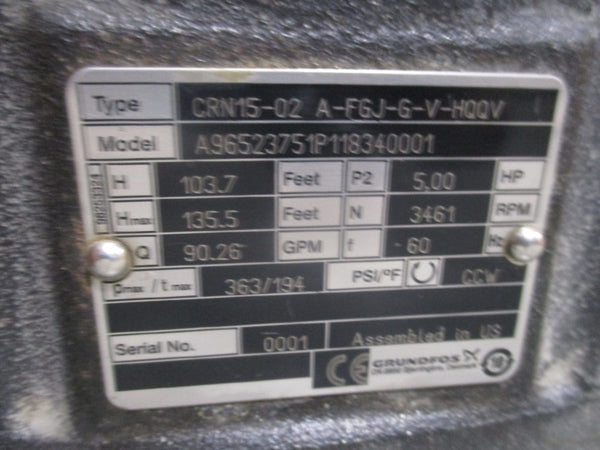 Type CRN15-02 A-FGJ-G-V-HQQV
Model A96523751P118340001
H 103.7 Feet P2 5.00 HP
Hmax 135.5 Feet N 3461 RPM
Q 90.26 GPM f 60 Hz
pmax / tmax 363/194 PSI/°F CCW
Serial No. 0001 Assembled in US
CE GRUNDFOS X